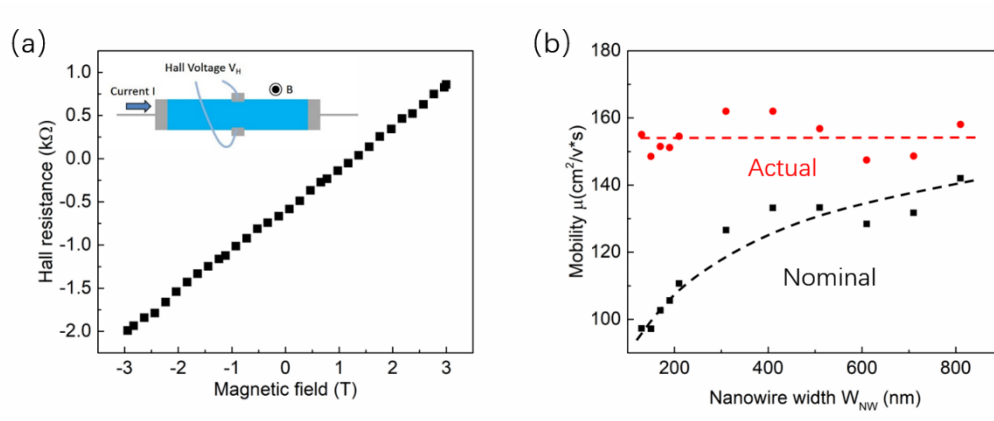 (a)
Hall resistance (kΩ)
1.0
0.5
0.0
-0.5
-1.0
-1.5
-2.0
Hall Voltage V_H
Current I
B
-3
-2
-1
0
1
2
3
Magnetic field (T)
(b)
Mobility μ(cm²/v*s)
180
160
140
120
100
Actual
Nominal
200
400
600
800
Nanowire width W_NW (nm)